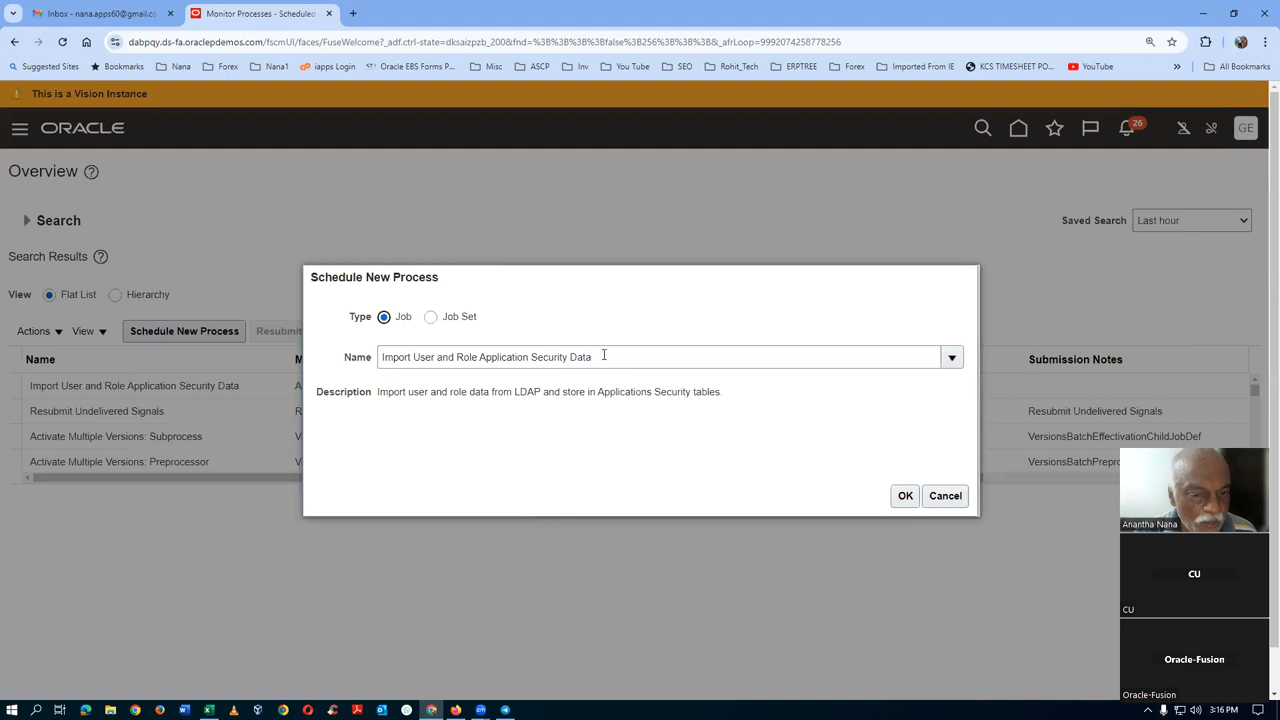 Inbox - nana.apps60@gmail.co
Monitor Processes - Scheduled
dabpqy.ds-fa.oraclepdemos.com/fscmUI/faces/FuseWelcome?_adf.ctrl-state=dksaizpzb_200&fnd=%3B%3B%3B%3Bfalse%3B256%3B%3B%3B&_afrLoop=9992074258778256
Suggested Sites
Bookmarks
Nana
Forex
Nana1
iapps Login
Oracle EBS Forms P...
Misc
ASCP
Inv
You Tube
SEO
Rohit_Tech
ERPTREE
Forex
Imported From IE
KCS TIMESHEET PO...
YouTube
All Bookmarks
This is a Vision Instance
ORACLE
26
GE
Overview
Search
Saved Search Last hour
Search Results
View Flat List Hierarchy
Actions View Schedule New Process Resubm
Name
Submission Notes
Import User and Role Application Security Data
Resubmit Undelivered Signals
Resubmit Undelivered Signals
Activate Multiple Versions: Subprocess
VersionsBatchEffectivationChildJobDef
Activate Multiple Versions: Preprocessor
VersionsBatchPrepro
Schedule New Process
Type Job Job Set
Name Import User and Role Application Security Data
Description Import user and role data from LDAP and store in Applications Security tables.
OK Cancel
Anantha Nana
CU
CU
Oracle-Fusion
Oracle-Fusion
3:16 PM